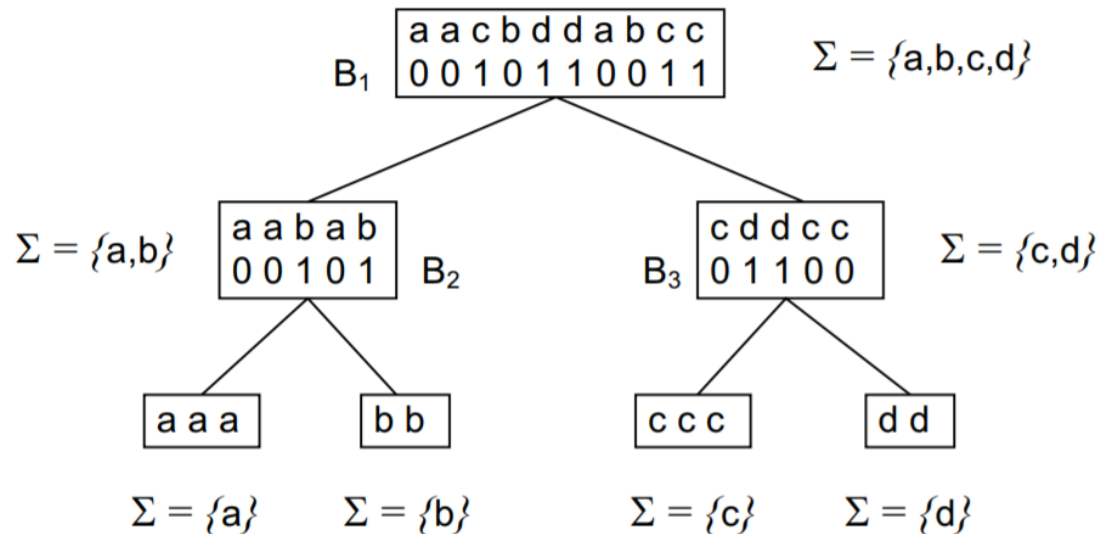 a a c b d d a b c c
B₁ 0 0 1 0 1 1 0 0 1 1
Σ = {a,b,c,d}
Σ = {a,b}
a a b a b
0 0 1 0 1 B₂
c d d c c
B₃ 0 1 1 0 0
Σ = {c,d}
a a a
b b
c c c
d d
Σ = {a}
Σ = {b}
Σ = {c}
Σ = {d}